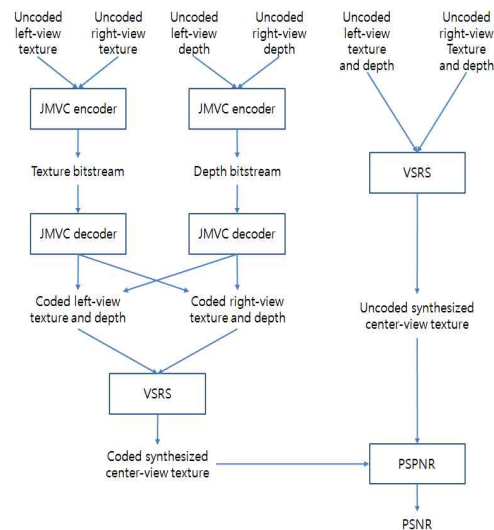 Uncoded
left-view
texture
Uncoded
right-view
texture
Uncoded
left-view
depth
Uncoded
right-view
depth
Uncoded
left-view
texture
and depth
Uncoded
right-view
Texture
and depth
JMVC encoder
JMVC encoder
Texture bitstream
Depth bitstream
VSRS
JMVC decoder
JMVC decoder
Coded left-view
texture and depth
Coded right-view
texture and depth
Uncoded synthesized
center-view texture
VSRS
Coded synthesized
center-view texture
PSPNR
PSNR